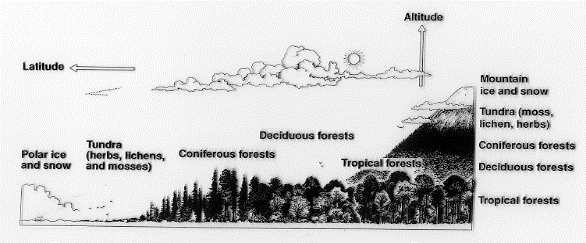 Altitude
Latitude
Mountain
ice and snow
Tundra (moss,
lichen, herbs)
Coniferous forests
Deciduous forests
Tropical forests
Deciduous forests
Tropical forests
Coniferous forests
Tundra
(herbs, lichens,
and mosses)
Polar ice
and snow